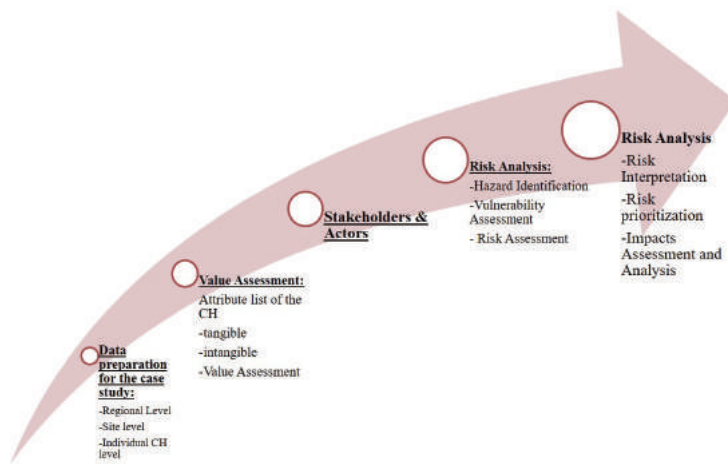 Data
preparation
for the case
study:
-Regional Level
-Site level
-Individual CH
level
Value Assessment:
Attribute list of the
CH
-tangible
-intangible
-Value Assessment
Stakeholders &
Actors
Risk Analysis:
-Hazard Identification
-Vulnerability
Assessment
- Risk Assessment
Risk Analysis
-Risk
Interpretation
-Risk
prioritization
-Impacts
Assessment and
Analysis